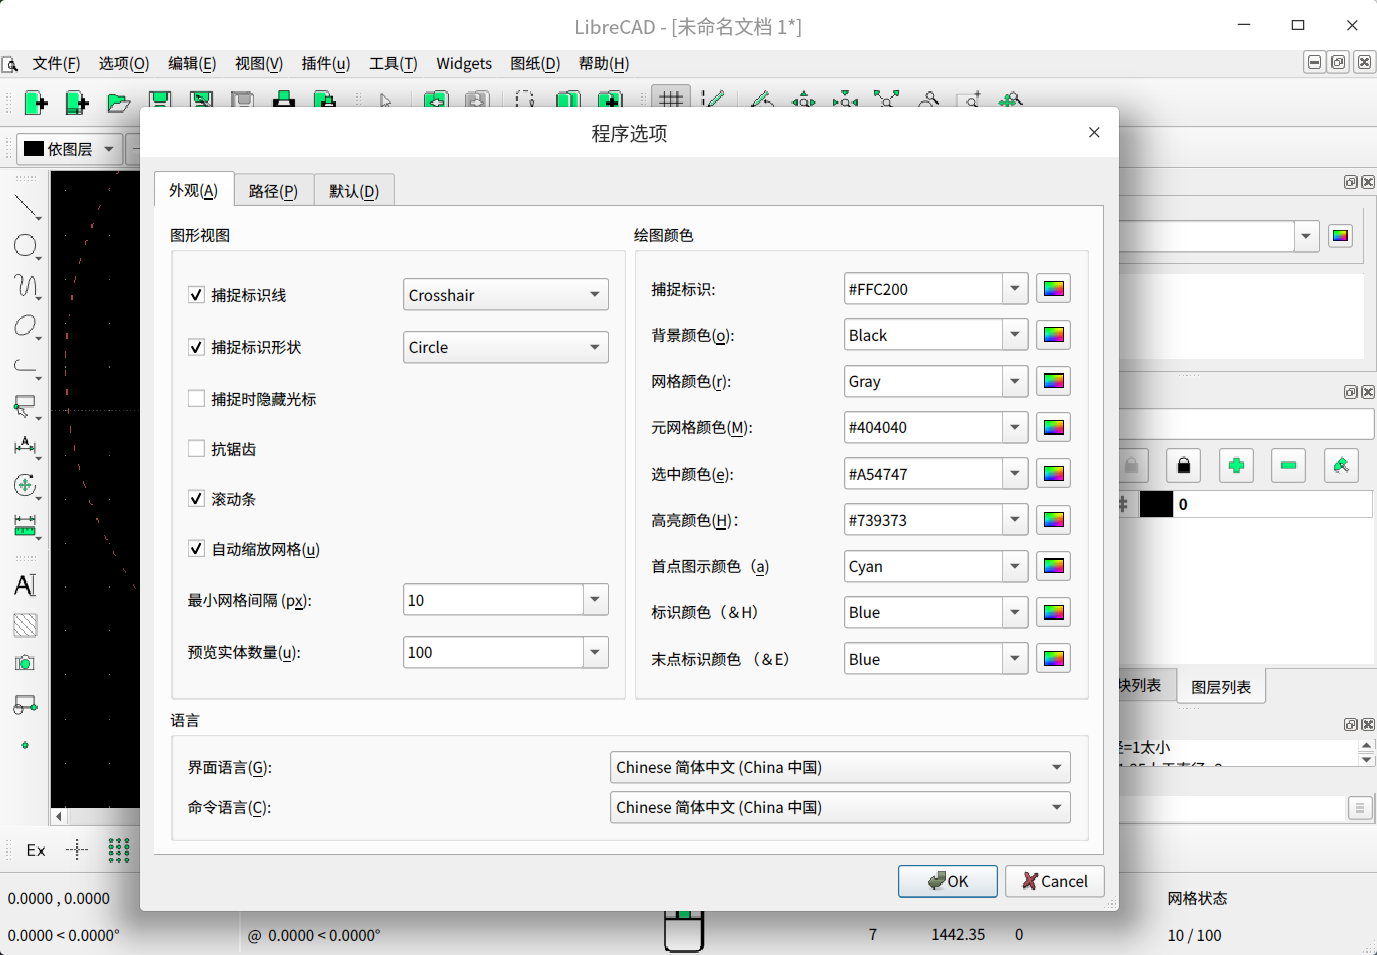 LibreCAD - [未命名文档 1*]
文件(F) 选项(O) 编辑(E) 视图(V) 插件(u) 工具(T) Widgets 图纸(D) 帮助(H)
依图层
程序选项
外观(A) 路径(P) 默认(D)
图形视图
捕捉标识线 Crosshair
捕捉标识形状 Circle
捕捉时隐藏光标
抗锯齿
滚动条
自动缩放网格(u)
最小网格间隔 (px): 10
预览实体数量(u): 100
绘图颜色
捕捉标识: #FFC200
背景颜色(o): Black
网格颜色(r): Gray
元网格颜色(M): #404040
选中颜色(e): #A54747
高亮颜色(H): #739373
首点图示颜色（a) Cyan
标识颜色（＆H） Blue
末点标识颜色 （＆E） Blue
语言
界面语言(G): Chinese 简体中文 (China 中国)
命令语言(C): Chinese 简体中文 (China 中国)
OK Cancel
0
块列表 图层列表
=1太小
Ex
0.0000 , 0.0000
0.0000 < 0.0000°
@ 0.0000 < 0.0000°
7 1442.35 0
网格状态
10 / 100